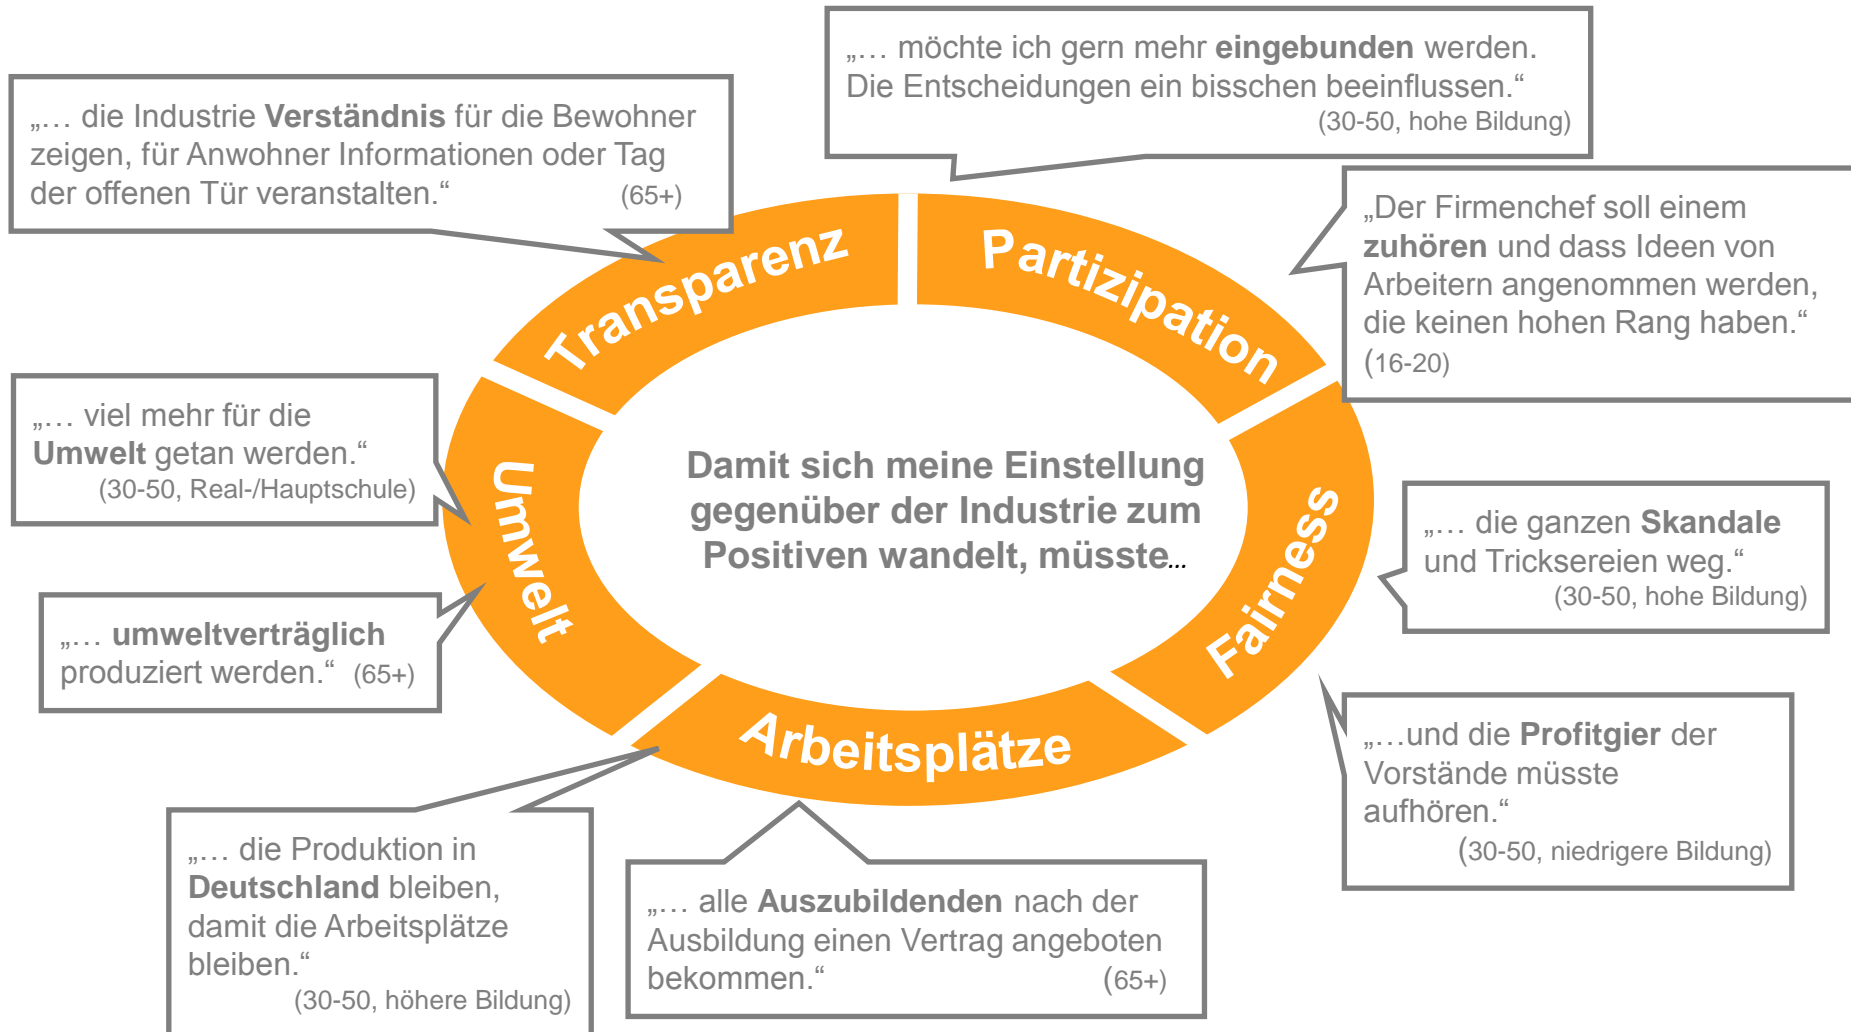 „… möchte ich gern mehr eingebunden werden.
Die Entscheidungen ein bisschen beeinflussen.“
(30-50, hohe Bildung)
„… die Industrie Verständnis für die Bewohner
zeigen, für Anwohner Informationen oder Tag
der offenen Tür veranstalten.“ (65+)
„Der Firmenchef soll einem
zuhören und dass Ideen von
Arbeitern angenommen werden,
die keinen hohen Rang haben.“
(16-20)
Transparenz
Partizipation
„… viel mehr für die
Umwelt getan werden.“
(30-50, Real-/Hauptschule)
Umwelt
Damit sich meine Einstellung
gegenüber der Industrie zum
Positiven wandelt, müsste...
Fairness
„… die ganzen Skandale
und Tricksereien weg.“
(30-50, hohe Bildung)
„… umweltverträglich
produziert werden.“ (65+)
Arbeitsplätze
„…und die Profitgier der
Vorstände müsste
aufhören.“
(30-50, niedrigere Bildung)
„… die Produktion in
Deutschland bleiben,
damit die Arbeitsplätze
bleiben.“
(30-50, höhere Bildung)
„… alle Auszubildenden nach der
Ausbildung einen Vertrag angeboten
bekommen.“ (65+)